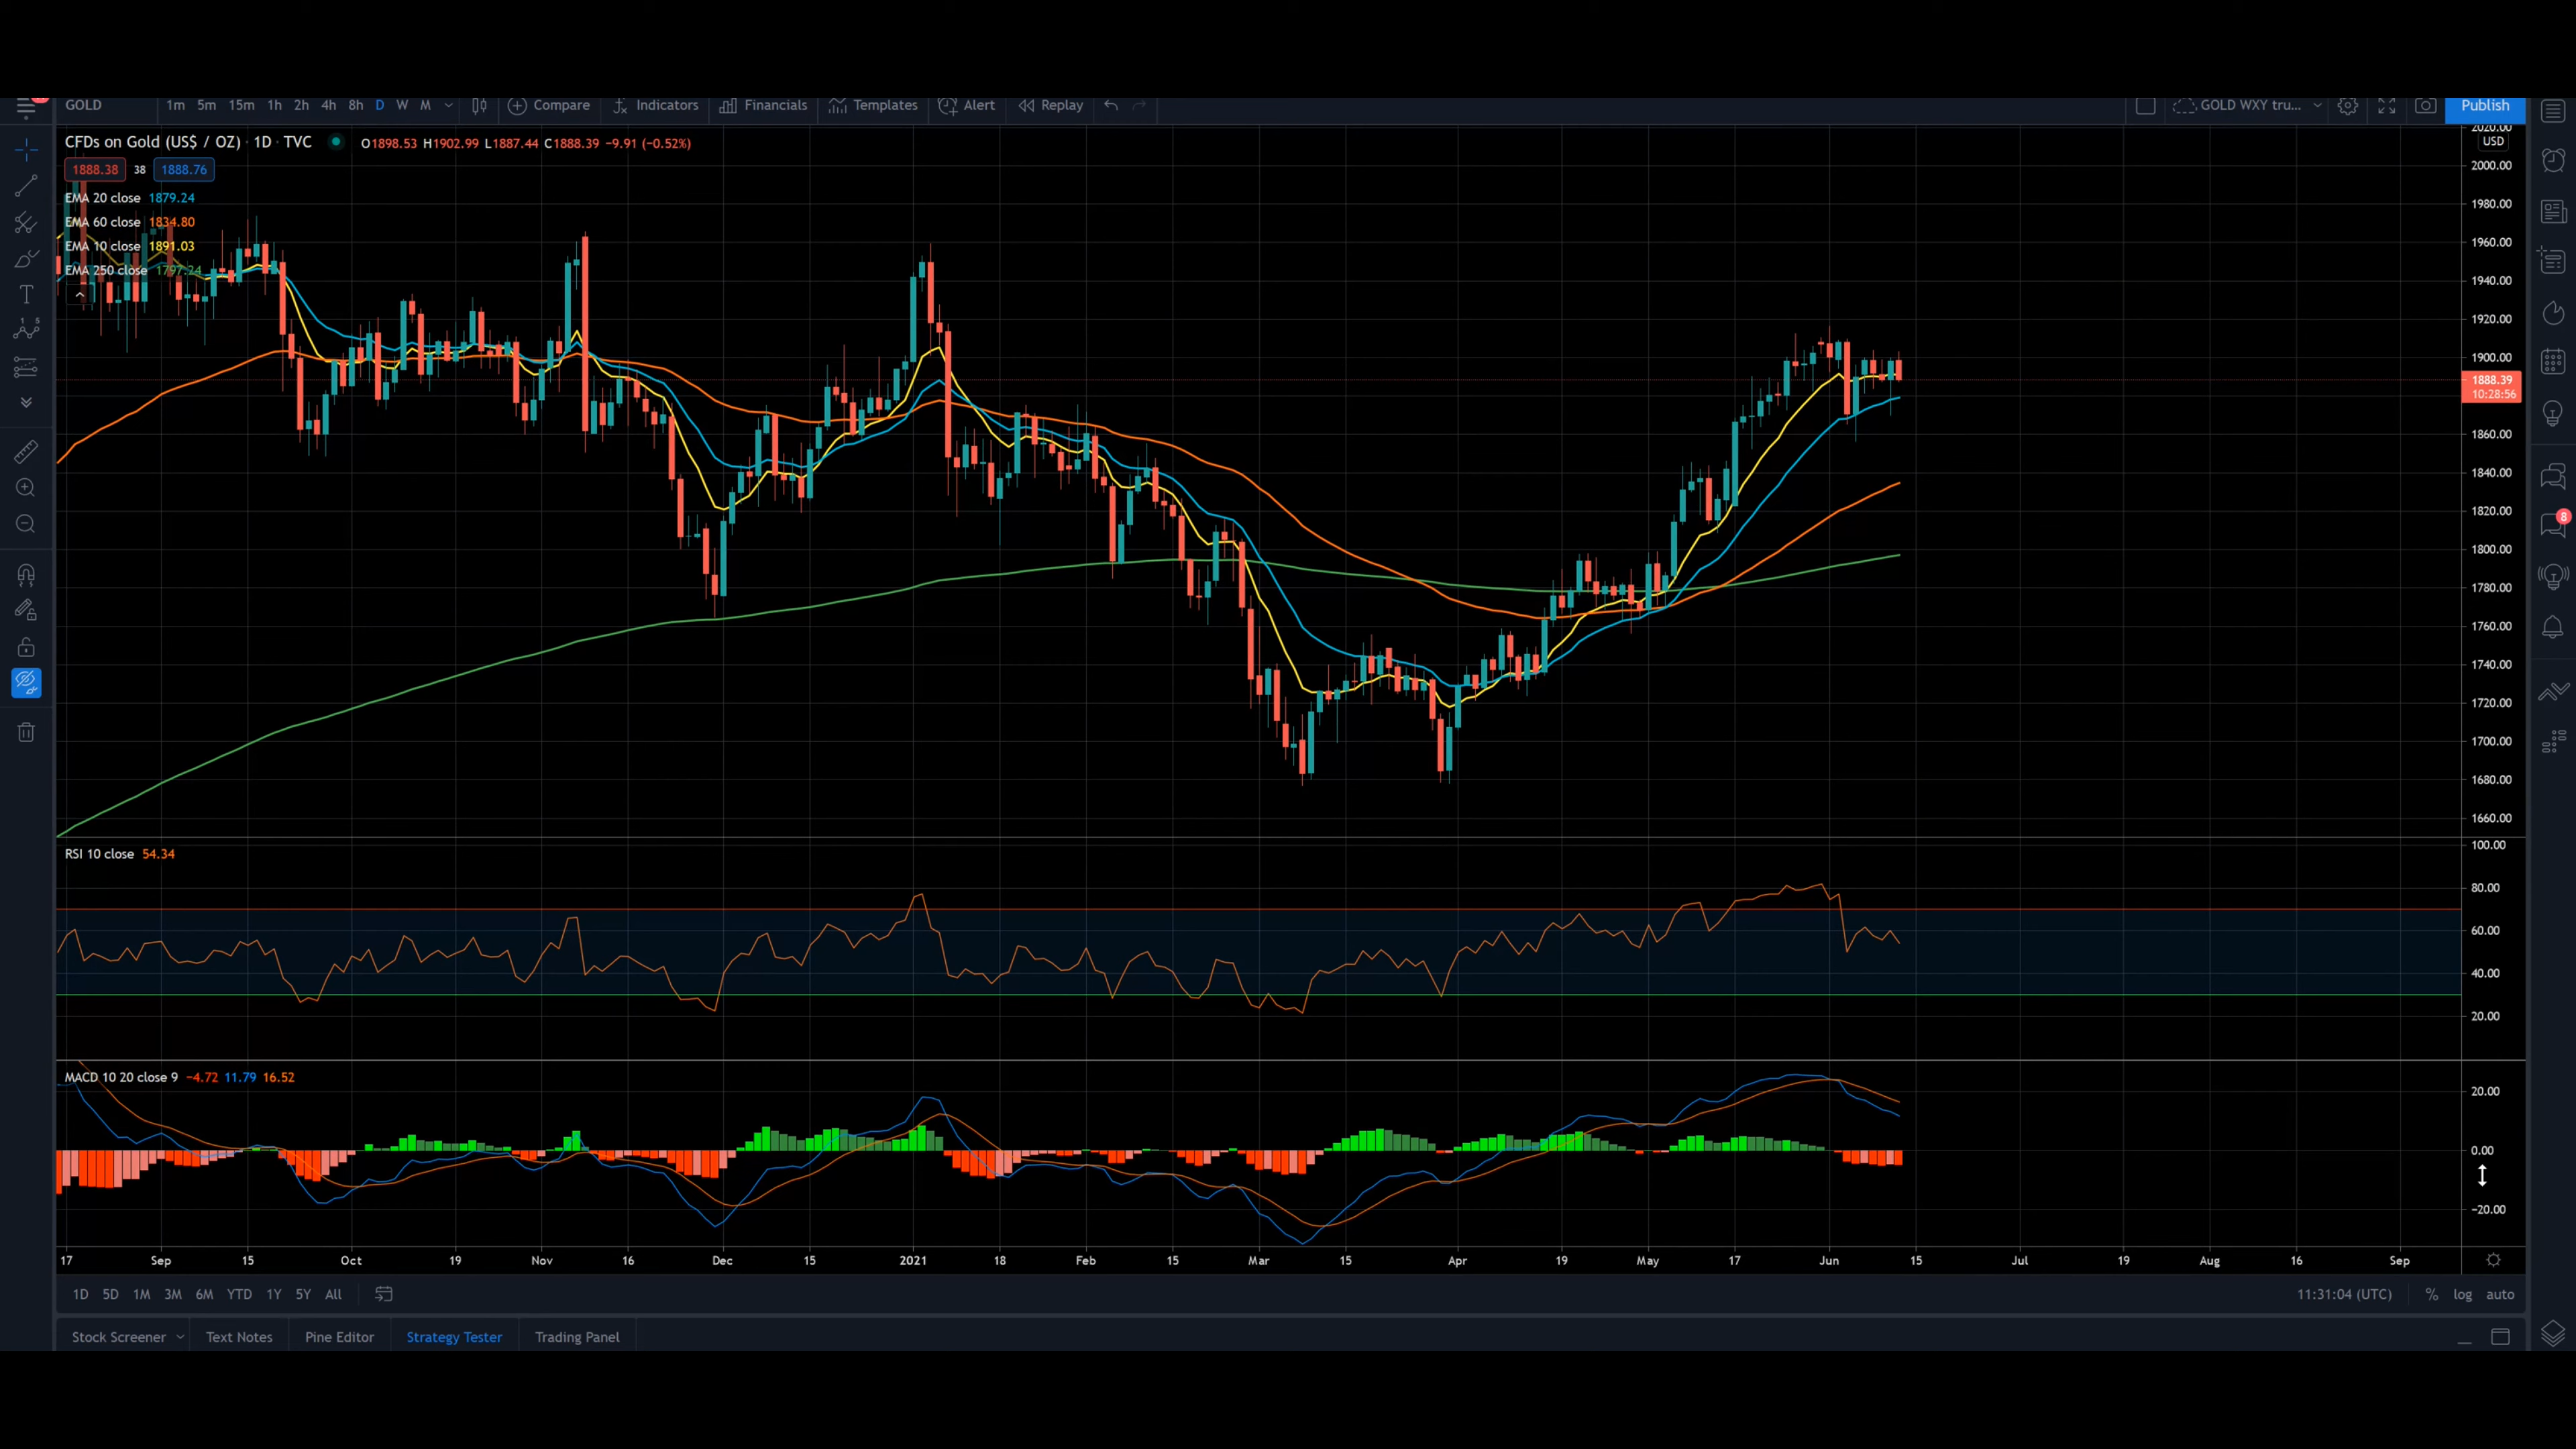 GOLD 1m 5m 15m 1h 2h 4h 8h D W M Compare Indicators Financials Templates Alert Replay GOLD WXY tru... Publish
CFDs on Gold (US$ / OZ) · 1D · TVC O1898.53 H1902.99 L1887.44 C1888.39 −9.91 (−0.52%)
1888.38 38 1888.76
EMA 20 close 1879.24
EMA 60 close 1834.80
EMA 10 close 1891.03
EMA 250 close 1797.24
2020.00
USD
2000.00
1980.00
1960.00
1940.00
1920.00
1900.00
1888.39
10:28:56
1860.00
1840.00
1820.00
1800.00
8
1780.00
1760.00
1740.00
1720.00
1700.00
1680.00
1660.00
RSI 10 close 54.34
100.00
80.00
60.00
40.00
20.00
MACD 10 20 close 9 −4.72 11.79 16.52
20.00
0.00
−20.00
17 Sep 15 Oct 19 Nov 16 Dec 15 2021 18 Feb 15 Mar 15 Apr 19 May 17 Jun 15 Jul 19 Aug 16 Sep
1D 5D 1M 3M 6M YTD 1Y 5Y All 11:31:04 (UTC) % log auto
Stock Screener Text Notes Pine Editor Strategy Tester Trading Panel